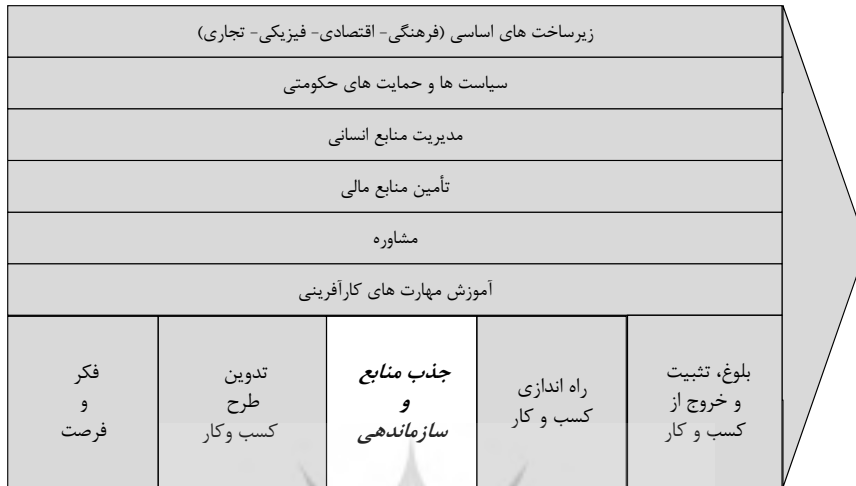 زیرساخت های اساسی (فرهنگی- اقتصادی- فیزیکی- تجاری)
سیاست ها و حمایت های حکومتی
مدیریت منابع انسانی
تأمین منابع مالی
مشاوره
آموزش مهارت های کارآفرینی
فکر
و
فرصت
تدوین
طرح
کسب وکار
جذب منابع
و
سازماندهی
راه اندازی
کسب و کار
بلوغ، تثبیت
و خروج از
کسب و کار